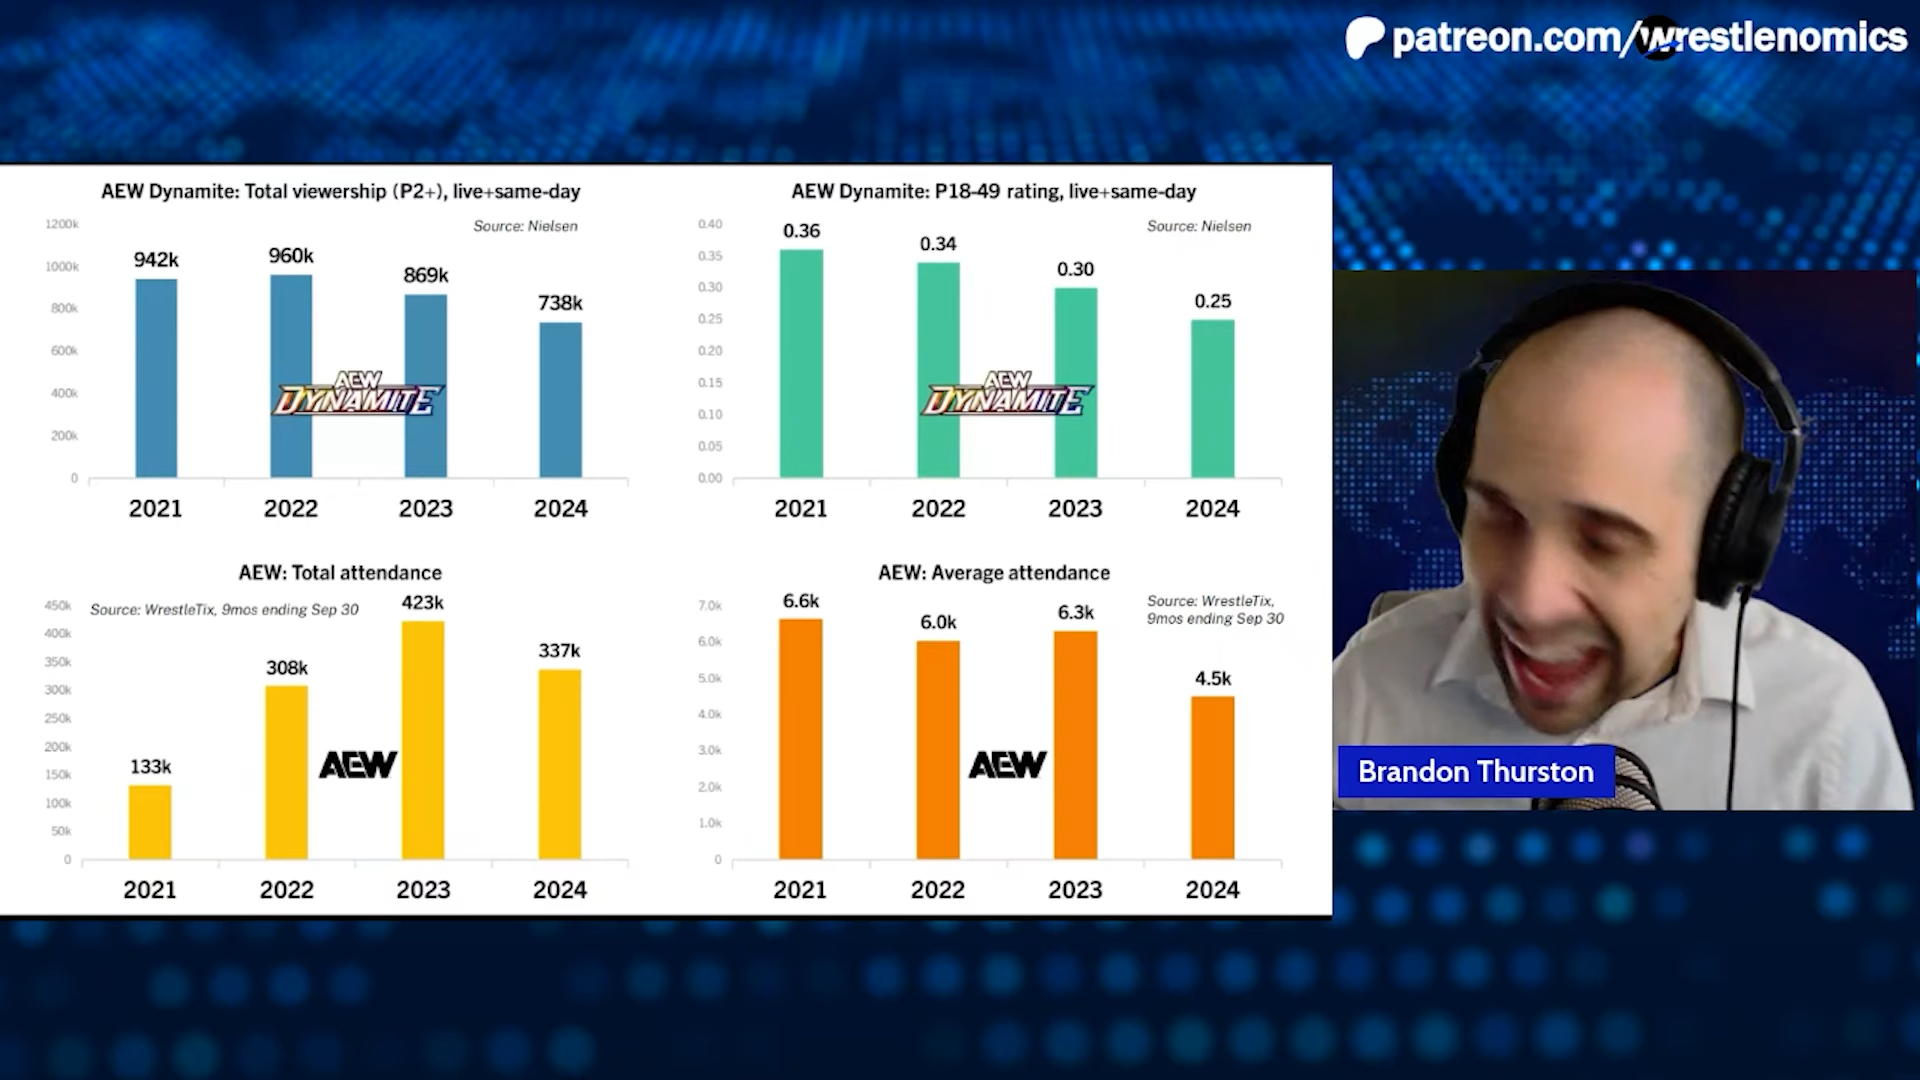 patreon.com/wrestlenomics
AEW Dynamite: Total viewership (P2+), live+same-day
Source: Nielsen
1200k
1000k
800k
600k
400k
200k
0
942k
960k
869k
738k
AEW
DYNAMITE
2021
2022
2023
2024
AEW Dynamite: P18-49 rating, live+same-day
Source: Nielsen
0.40
0.35
0.30
0.25
0.20
0.15
0.10
0.05
0.00
0.36
0.34
0.30
0.25
AEW
DYNAMITE
2021
2022
2023
2024
AEW: Total attendance
Source: WrestleTix, 9mos ending Sep 30
450k
400k
350k
300k
250k
200k
150k
100k
50k
0
133k
308k
423k
337k
AEW
2021
2022
2023
2024
AEW: Average attendance
Source: WrestleTix,
9mos ending Sep 30
7.0k
6.0k
5.0k
4.0k
3.0k
2.0k
1.0k
0
6.6k
6.0k
6.3k
4.5k
AEW
2021
2022
2023
2024
Brandon Thurston